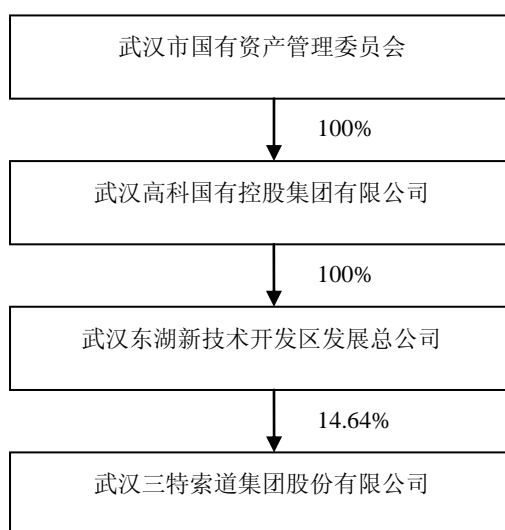 武汉市国有资产管理委员会
100%
武汉高科国有控股集团有限公司
100%
武汉东湖新技术开发区发展总公司
14.64%
武汉三特索道集团股份有限公司